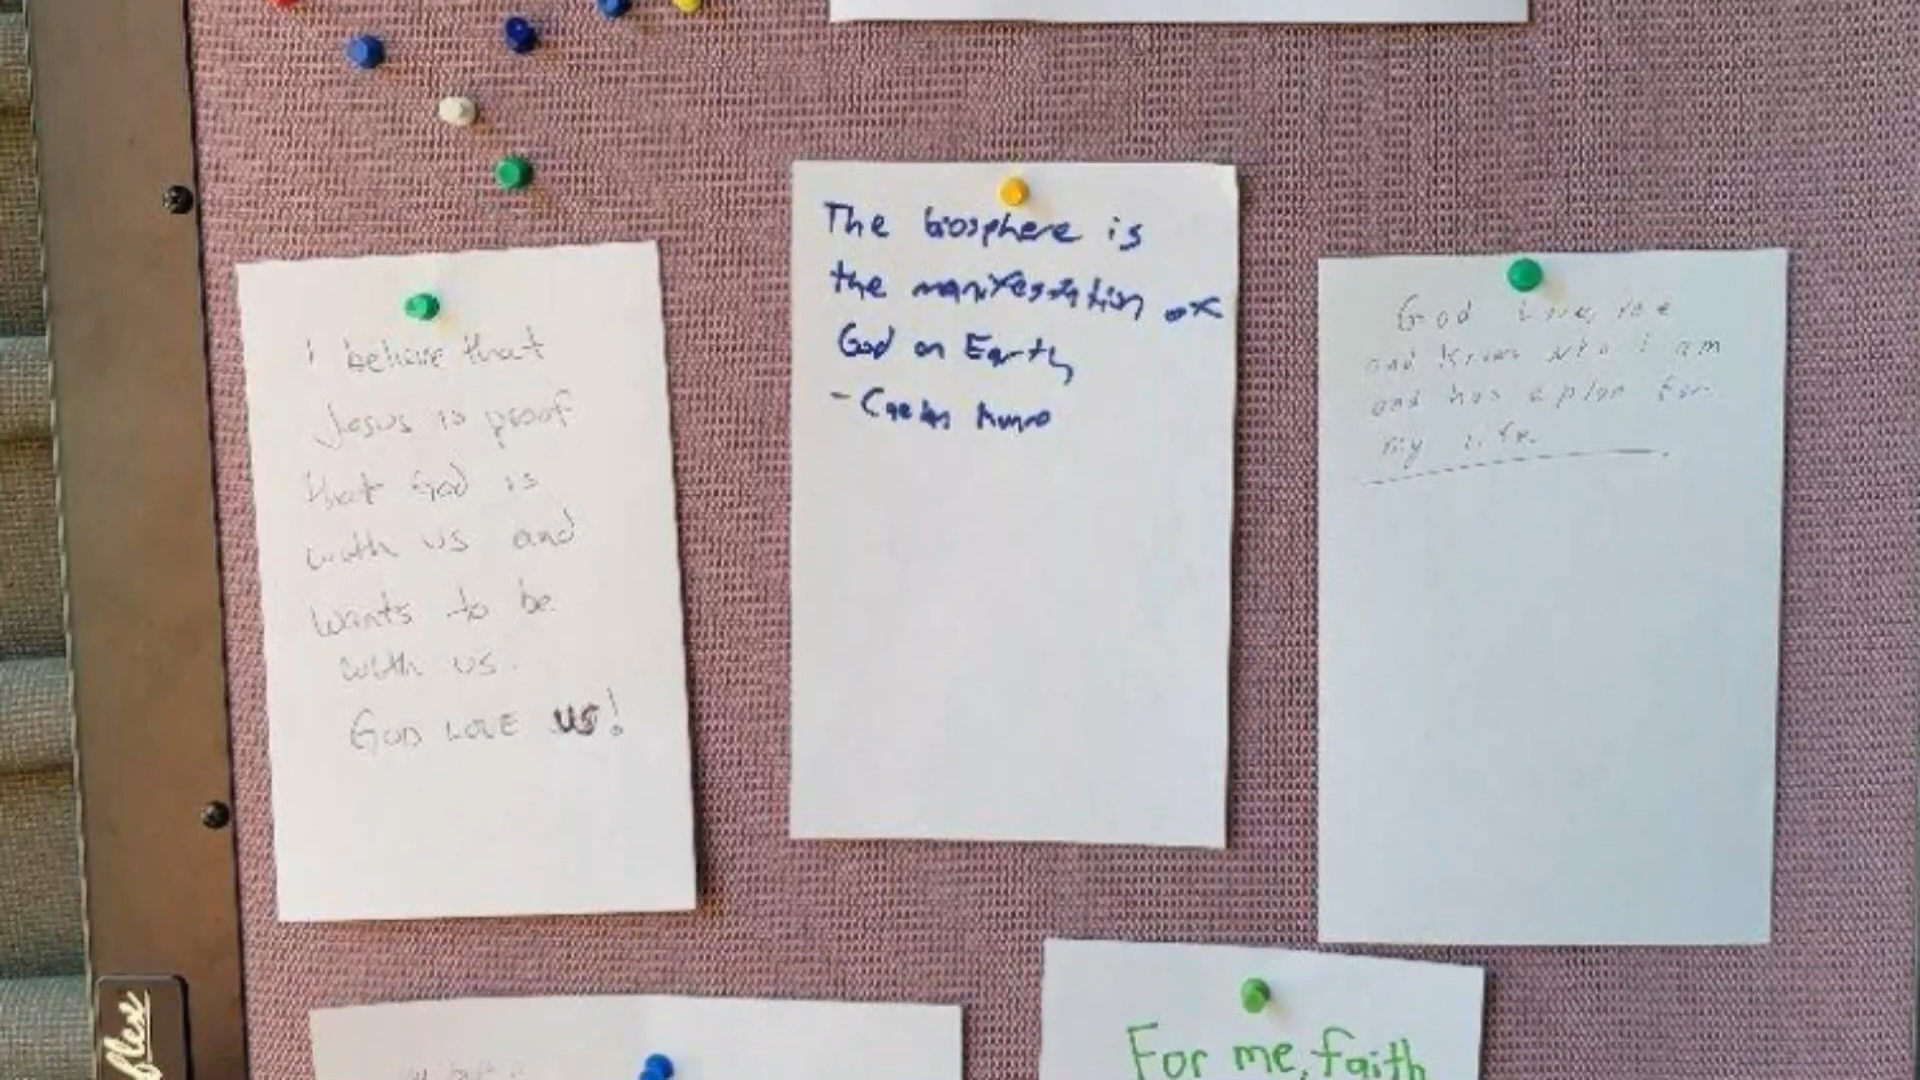 I believe that
Jesus is proof
that God is
with us and
wants to be
with us.
GOD LOVE US!
The biosphere is
the manifestation of
God on Earth
-
God loves me
and knows who I am
and has a plan for
my life.
For me, faith
flex